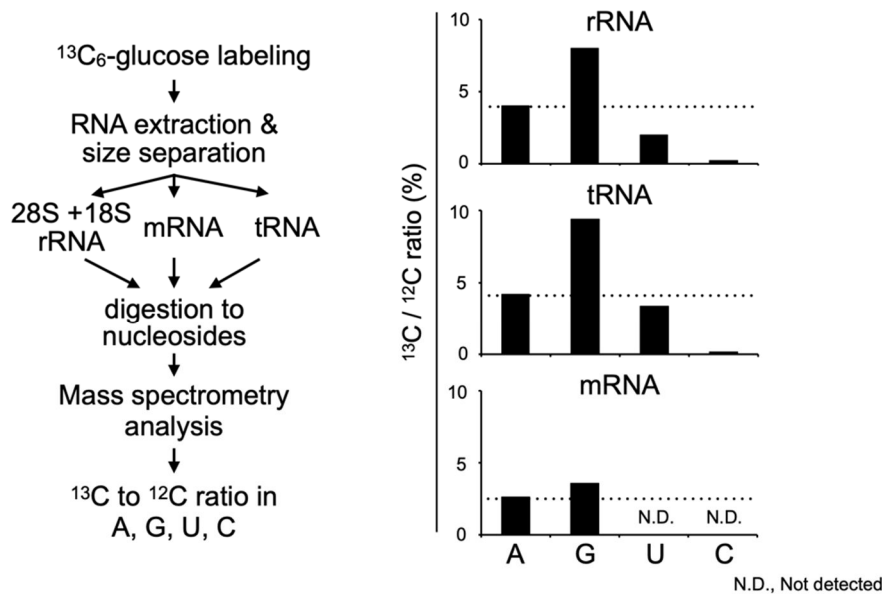 ¹³C₆-glucose labeling
RNA extraction &
size separation
28S +18S
rRNA
mRNA
tRNA
digestion to
nucleosides
Mass spectrometry
analysis
¹³C to ¹²C ratio in
A, G, U, C
¹³C / ¹²C ratio (%)
rRNA
10
5
0
tRNA
10
5
0
mRNA
10
5
0
N.D.
N.D.
A
G
U
C
N.D., Not detected